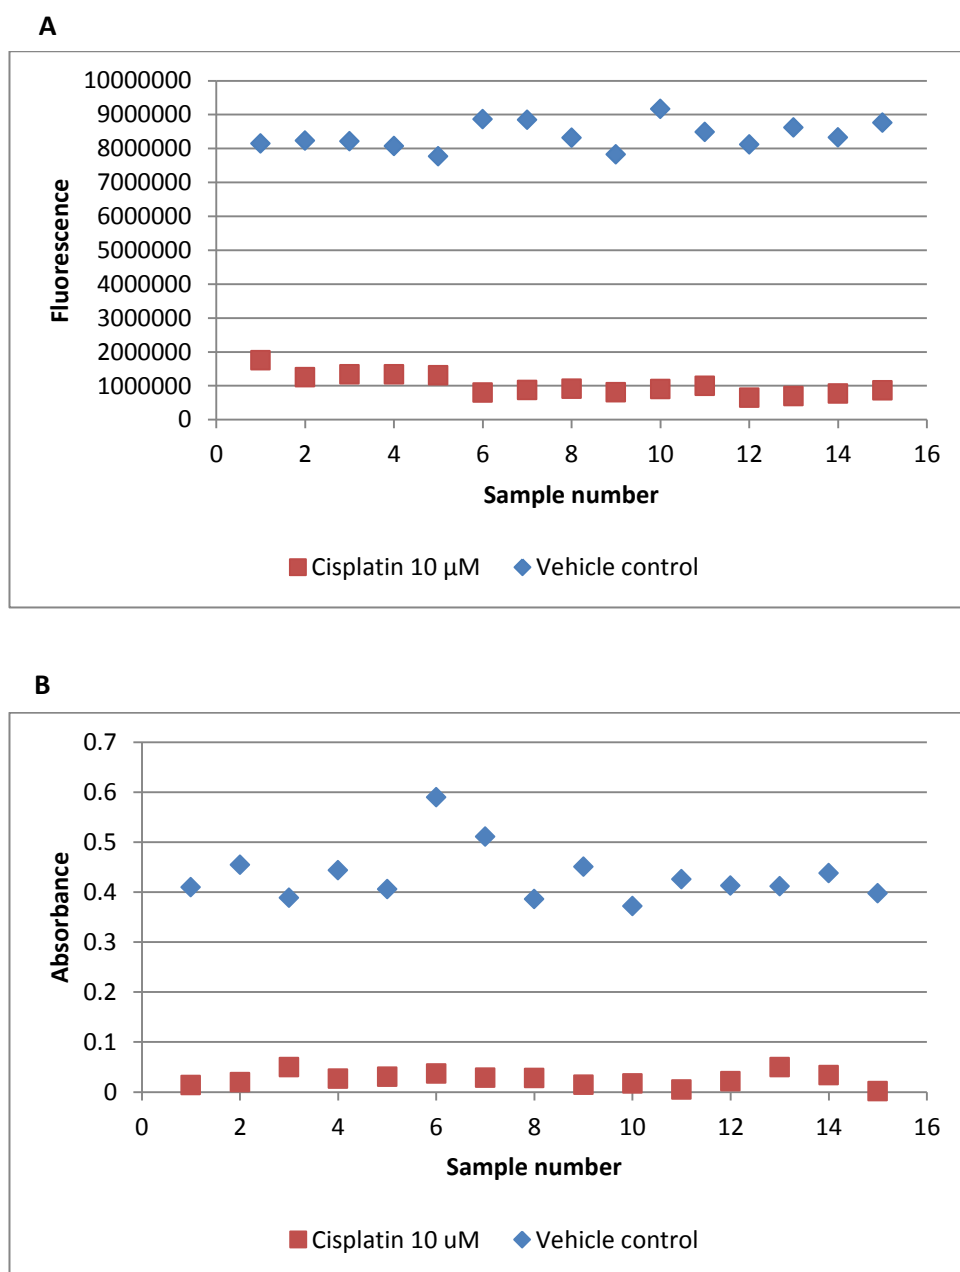 A
10000000
9000000
8000000
7000000
6000000
5000000
4000000
3000000
2000000
1000000
0
Fluorescence
0 2 4 6 8 10 12 14 16
Sample number
Cisplatin 10 µM Vehicle control
B
0.7
0.6
0.5
0.4
0.3
0.2
0.1
0
Absorbance
0 2 4 6 8 10 12 14 16
Sample number
Cisplatin 10 uM Vehicle control